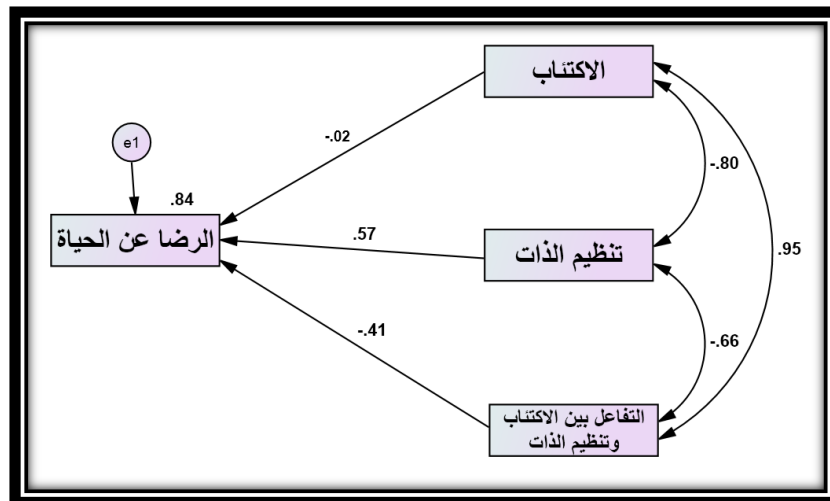 الاكتئاب
-.02
e1
.84
-.80
الرضا عن الحياة
.57
تنظيم الذات
.95
-.41
-.66
التفاعل بين الاكتئاب
وتنظيم الذات